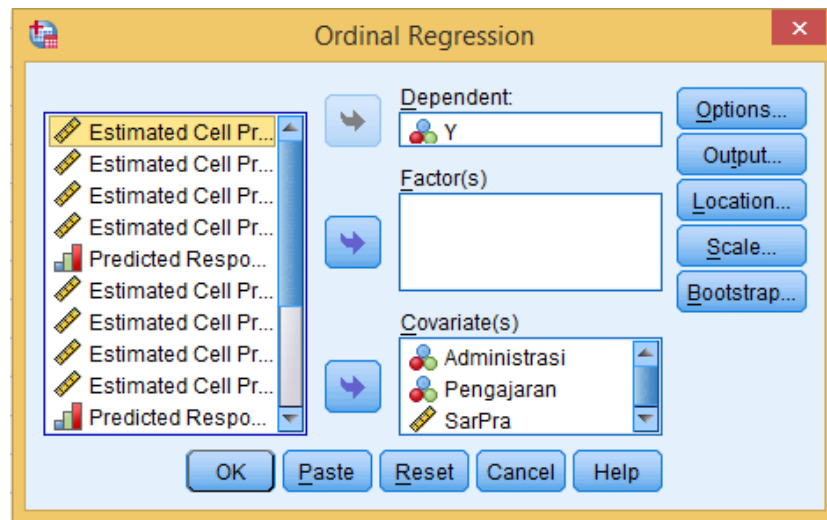 Ordinal Regression
Estimated Cell Pr...
Estimated Cell Pr...
Estimated Cell Pr...
Estimated Cell Pr...
Predicted Respo...
Estimated Cell Pr...
Estimated Cell Pr...
Estimated Cell Pr...
Estimated Cell Pr...
Predicted Respo...
Dependent:
Y
Factor(s)
Covariate(s)
Administrasi
Pengajaran
SarPra
Options...
Output...
Location...
Scale...
Bootstrap...
OK Paste Reset Cancel Help